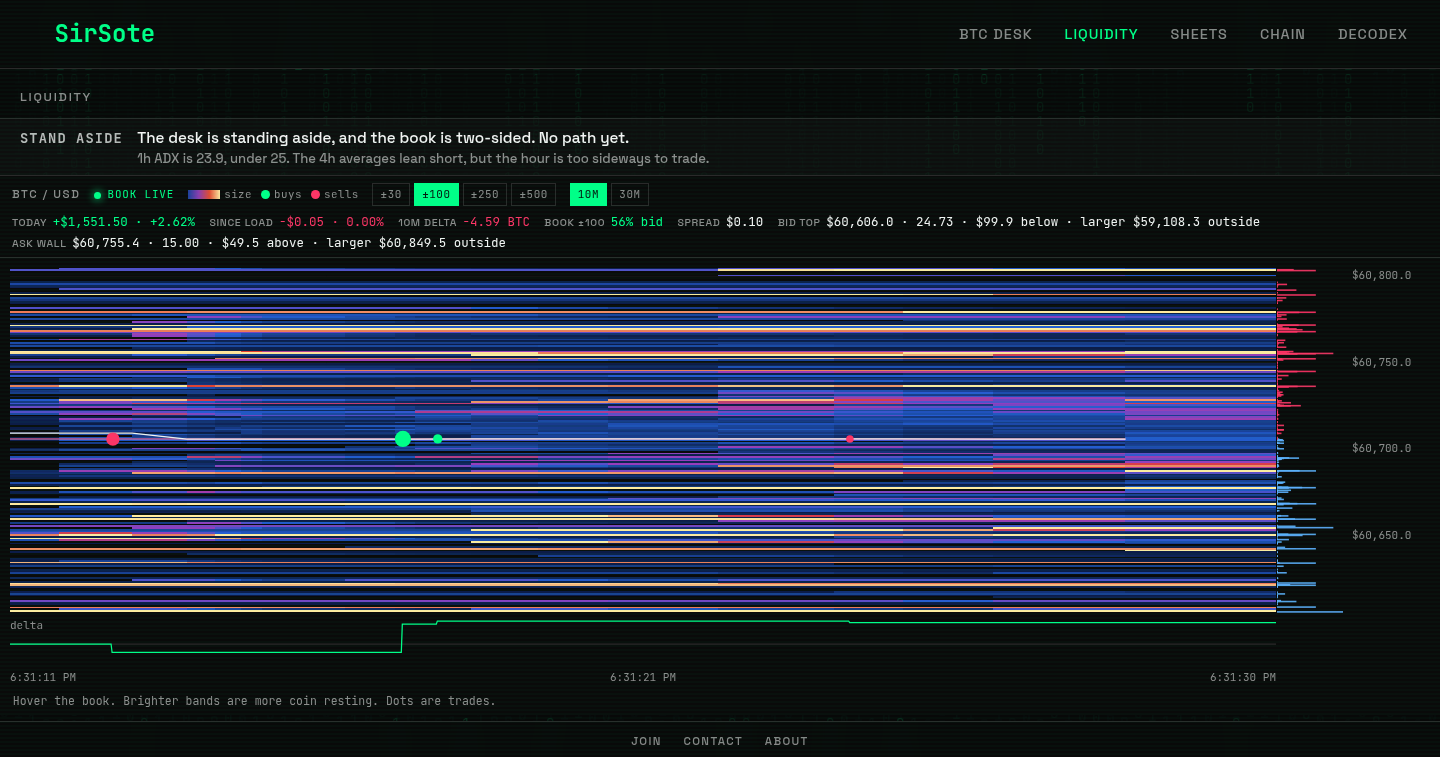 SirSote
BTC DESK LIQUIDITY SHEETS CHAIN DECODEX
LIQUIDITY
STAND ASIDE The desk is standing aside, and the book is two-sided. No path yet.
1h ADX is 23.9, under 25. The 4h averages lean short, but the hour is too sideways to trade.
BTC / USD BOOK LIVE size buys sells ±30 ±100 ±250 ±500 10M 30M
TODAY +$1,551.50 · +2.62% SINCE LOAD -$0.05 · 0.00% 10M DELTA -4.59 BTC BOOK ±100 56% bid SPREAD $0.10 BID TOP $60,606.0 · 24.73 · $99.9 below · larger $59,108.3 outside
ASK WALL $60,755.4 · 15.00 · $49.5 above · larger $60,849.5 outside
$60,800.0
$60,750.0
$60,700.0
$60,650.0
delta
6:31:11 PM 6:31:21 PM 6:31:30 PM
Hover the book. Brighter bands are more coin resting. Dots are trades.
JOIN CONTACT ABOUT